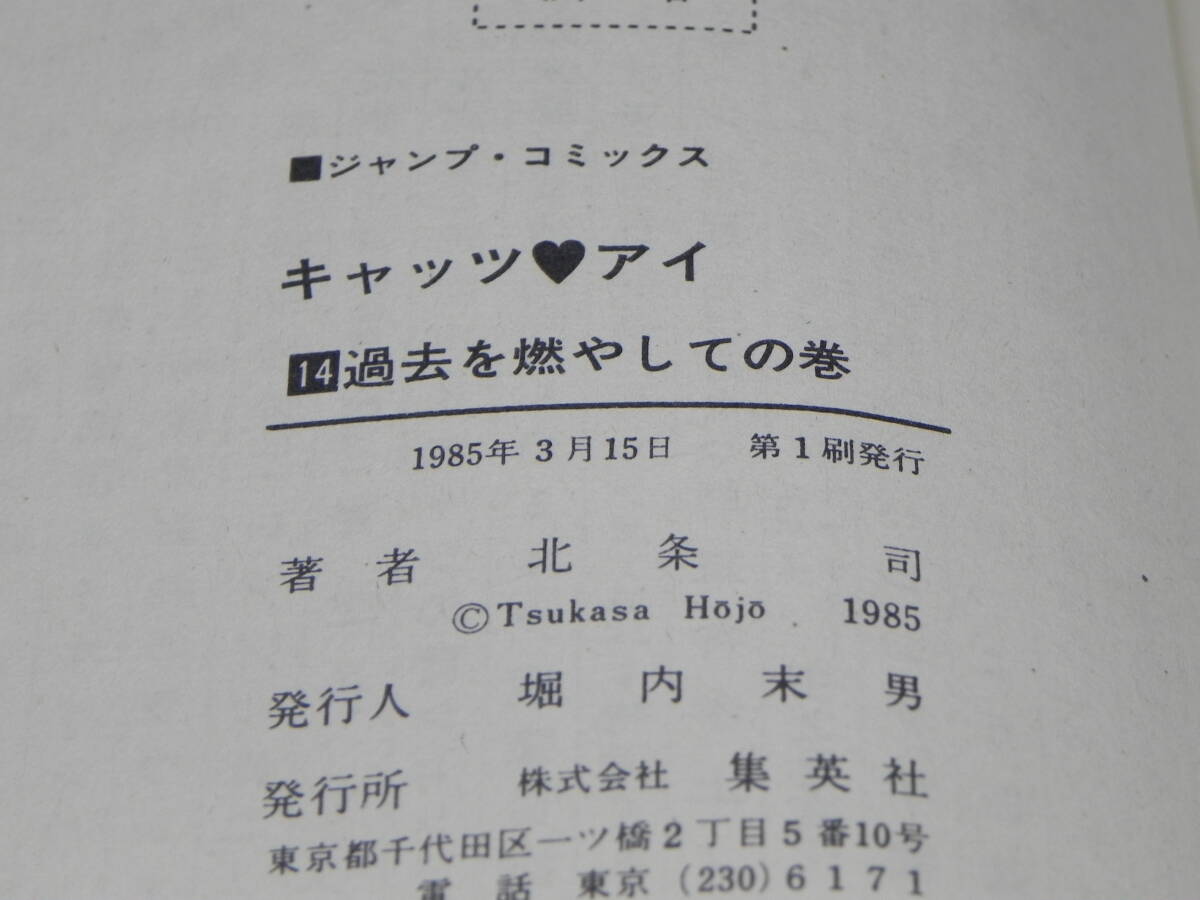 ■ジャンプ・コミックス
キャッツ♥アイ
14過去を燃やしての巻
1985年3月15日　第1刷発行
著者　北条　司
©Tsukasa Hōjō　1985
発行人　堀内末男
発行所　株式会社　集英社
東京都千代田区一ツ橋2丁目5番10号
電話　東京 (230) 6171